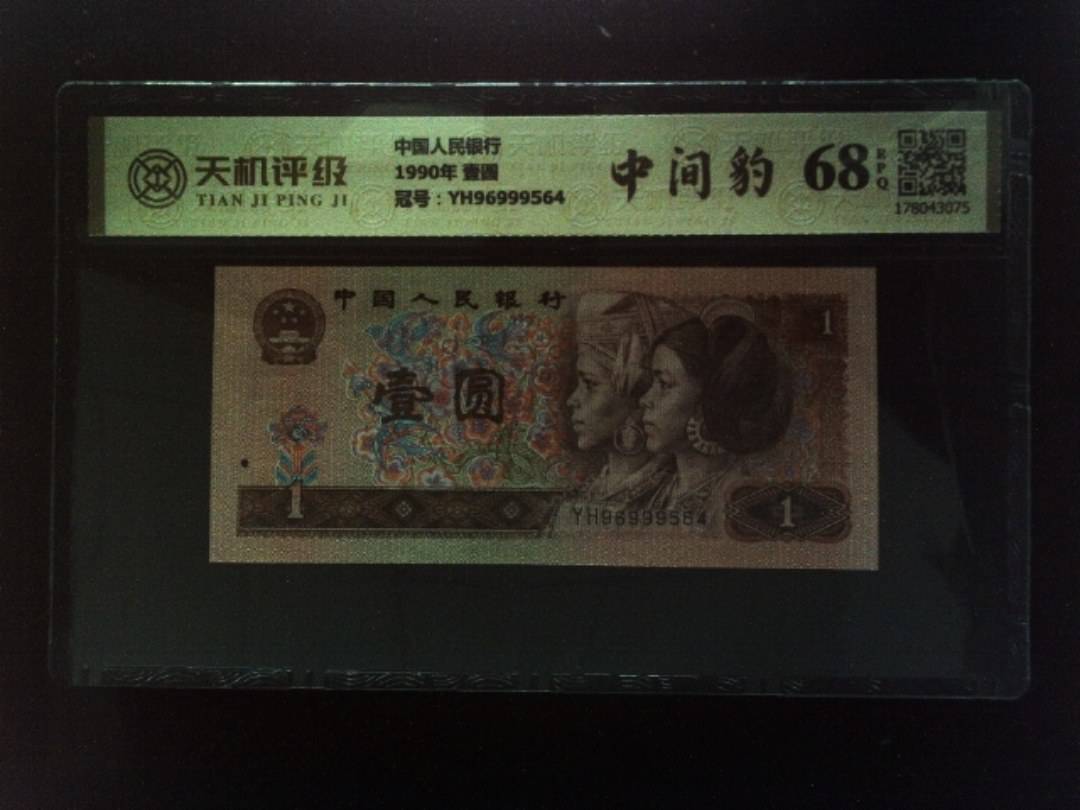 天机评级
TIAN JI PING JI
中国人民银行
1990年 壹圆
冠号：YH96999564
中间豹
68
EPQ
178043075
中国人民银行
1
壹圆
1
YH96999564
1